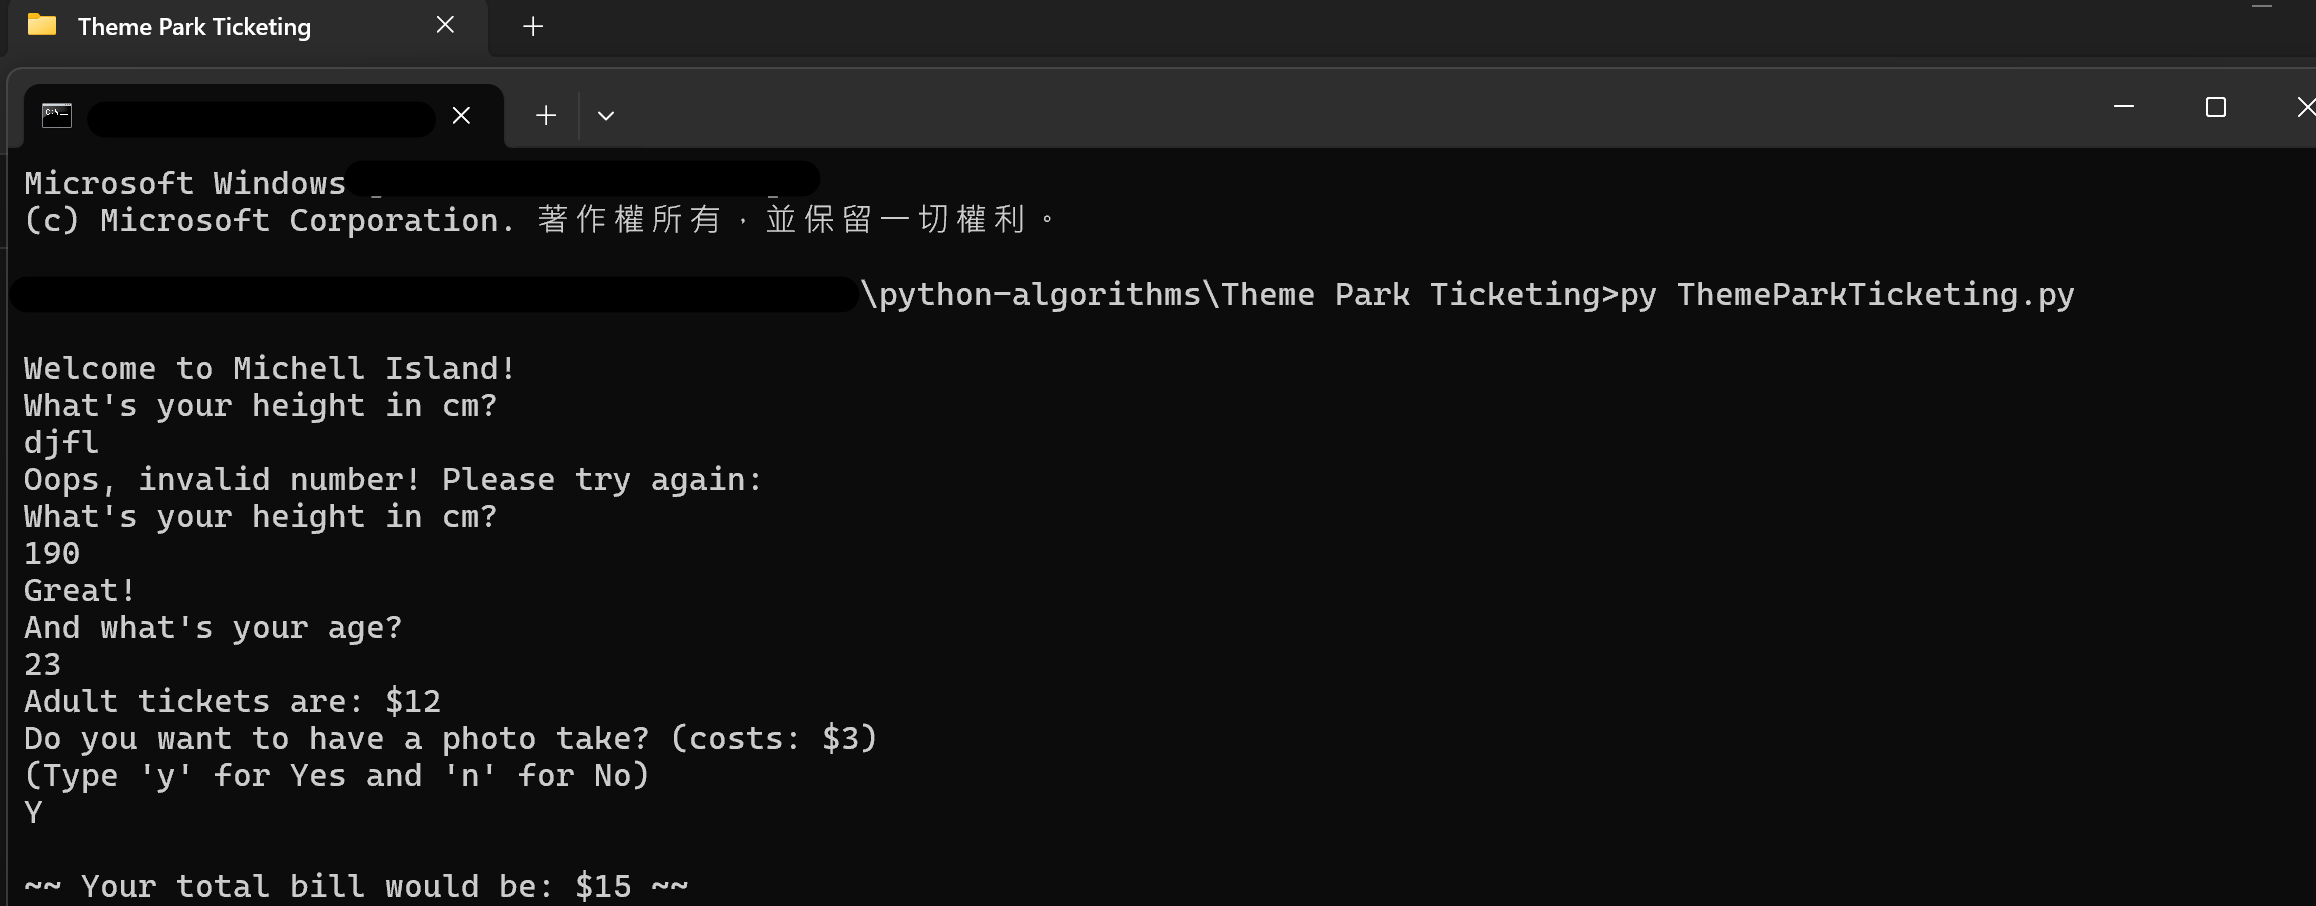 Theme Park Ticketing
Microsoft Windows
(c) Microsoft Corporation. 著作權所有，並保留一切權利。
\python-algorithms\Theme Park Ticketing>py ThemeParkTicketing.py
Welcome to Michell Island!
What's your height in cm?
djfl
Oops, invalid number! Please try again:
What's your height in cm?
190
Great!
And what's your age?
23
Adult tickets are: $12
Do you want to have a photo take? (costs: $3)
(Type 'y' for Yes and 'n' for No)
Y
~~ Your total bill would be: $15 ~~